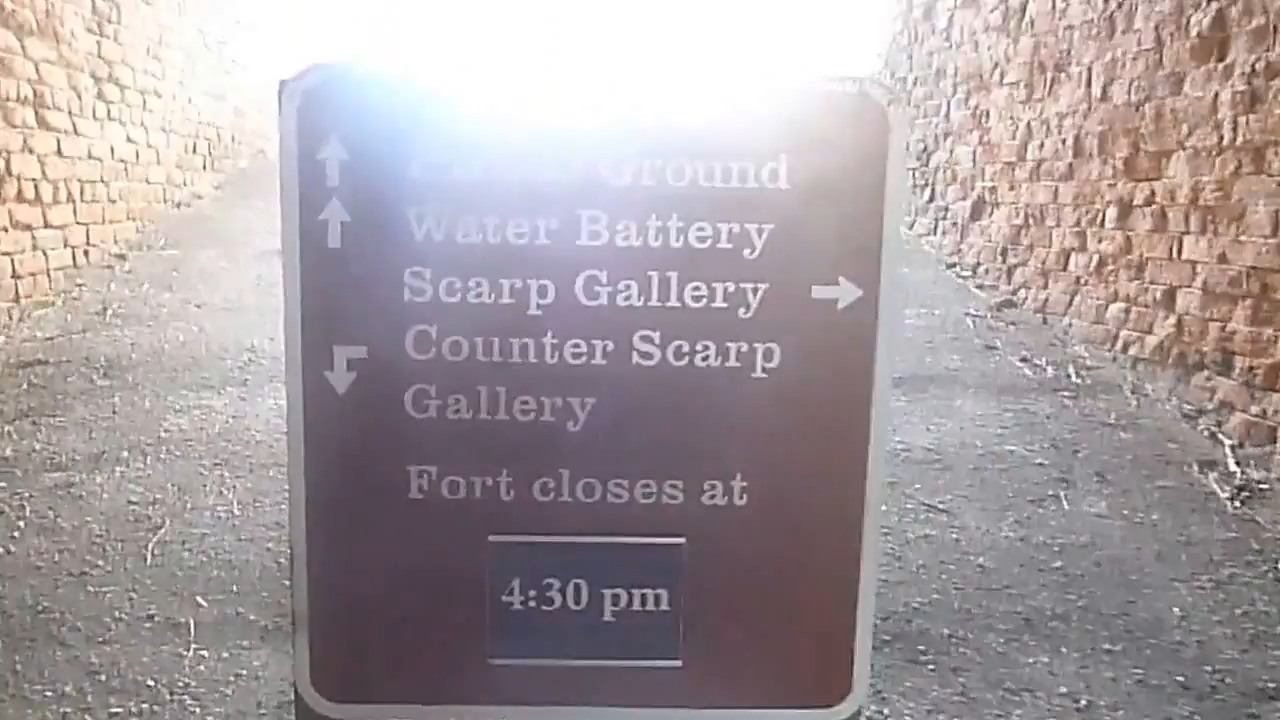 Ground
Water Battery
Scarp Gallery
Counter Scarp
Gallery
Fort closes at
4:30 pm